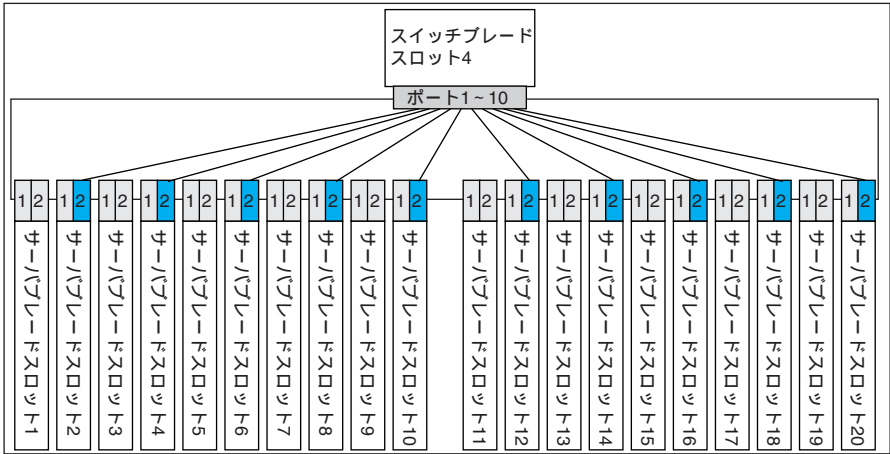 スイッチブレード
スロット4
ポート1~10
1 2 1 2 1 2 1 2 1 2 1 2 1 2 1 2 1 2 1 2 1 2 1 2 1 2 1 2 1 2 1 2 1 2 1 2 1 2 1 2
サーバブレードスロット1
サーバブレードスロット2
サーバブレードスロット3
サーバブレードスロット4
サーバブレードスロット5
サーバブレードスロット6
サーバブレードスロット7
サーバブレードスロット8
サーバブレードスロット9
サーバブレードスロット10
サーバブレードスロット11
サーバブレードスロット12
サーバブレードスロット13
サーバブレードスロット14
サーバブレードスロット15
サーバブレードスロット16
サーバブレードスロット17
サーバブレードスロット18
サーバブレードスロット19
サーバブレードスロット20